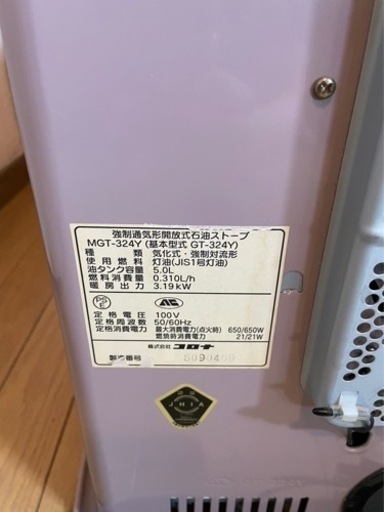 強制通気形開放式石油ストーブ
MGT-324Y (基本型式 GT-324Y)
種類 気化式・強制対流形
使用燃料 灯油(JIS1号灯油)
油タンク容量 5.0L
燃料消費量 0.310L/h
暖房出力 3.19kW
定格電圧 100V
定格周波数 50/60Hz
定格消費電力 最大消費電力(点火時) 650/650W
燃焼時消費電力 21/21W
株式会社 コロナ
製造番号
JHIA